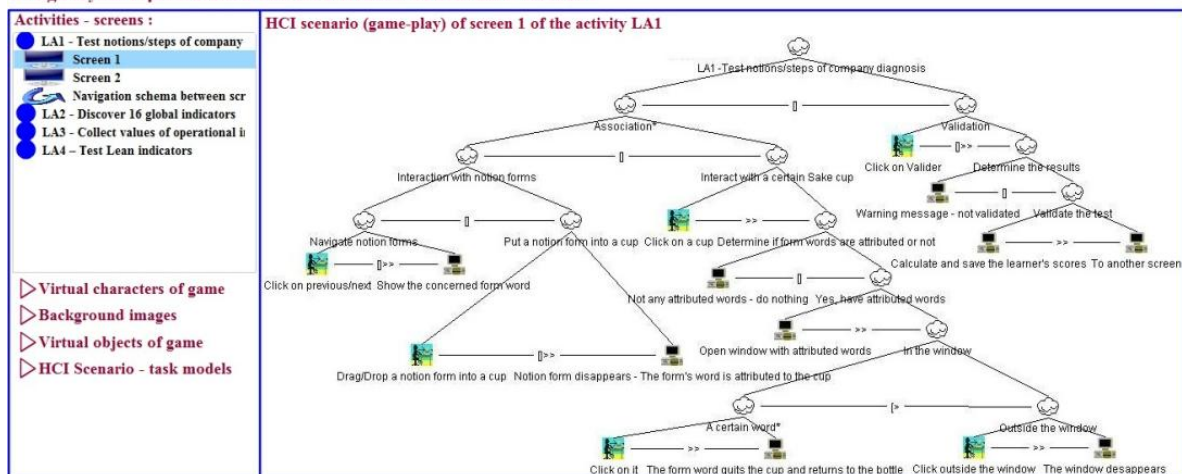 Activities - screens :
LA1 - Test notions/steps of company
Screen 1
Screen 2
Navigation schema between scr
LA2 - Discover 16 global indicators
LA3 - Collect values of operational i
LA4 – Test Lean indicators
Virtual characters of game
Background images
Virtual objects of game
HCI Scenario - task models
HCI scenario (game-play) of screen 1 of the activity LA1
LA1 -Test notions/steps of company diagnosis
[]
Association*
Validation
[]
[]>>
Interaction with notion forms
Interact with a certain Sake cup
Click on Valider
Determine the results
[]
>>
[]
Warning message - not validated
Validate the test
Navigate notion forms
Put a notion form into a cup
Click on a cup
Determine if form words are attributed or not
[]>>
>>
Calculate and save the learner's scores
To another screen
Click on previous/next
Show the concerned form word
[]
Not any attributed words - do nothing
Yes, have attributed words
>>
Open window with attributed words
In the window
[]>>
Drag/Drop a notion form into a cup
Notion form disappears - The form's word is attributed to the cup
[>
A certain word*
Outside the window
>>
>>
Click on it
The form word quits the cup and returns to the bottle
Click outside the window
The window desappears